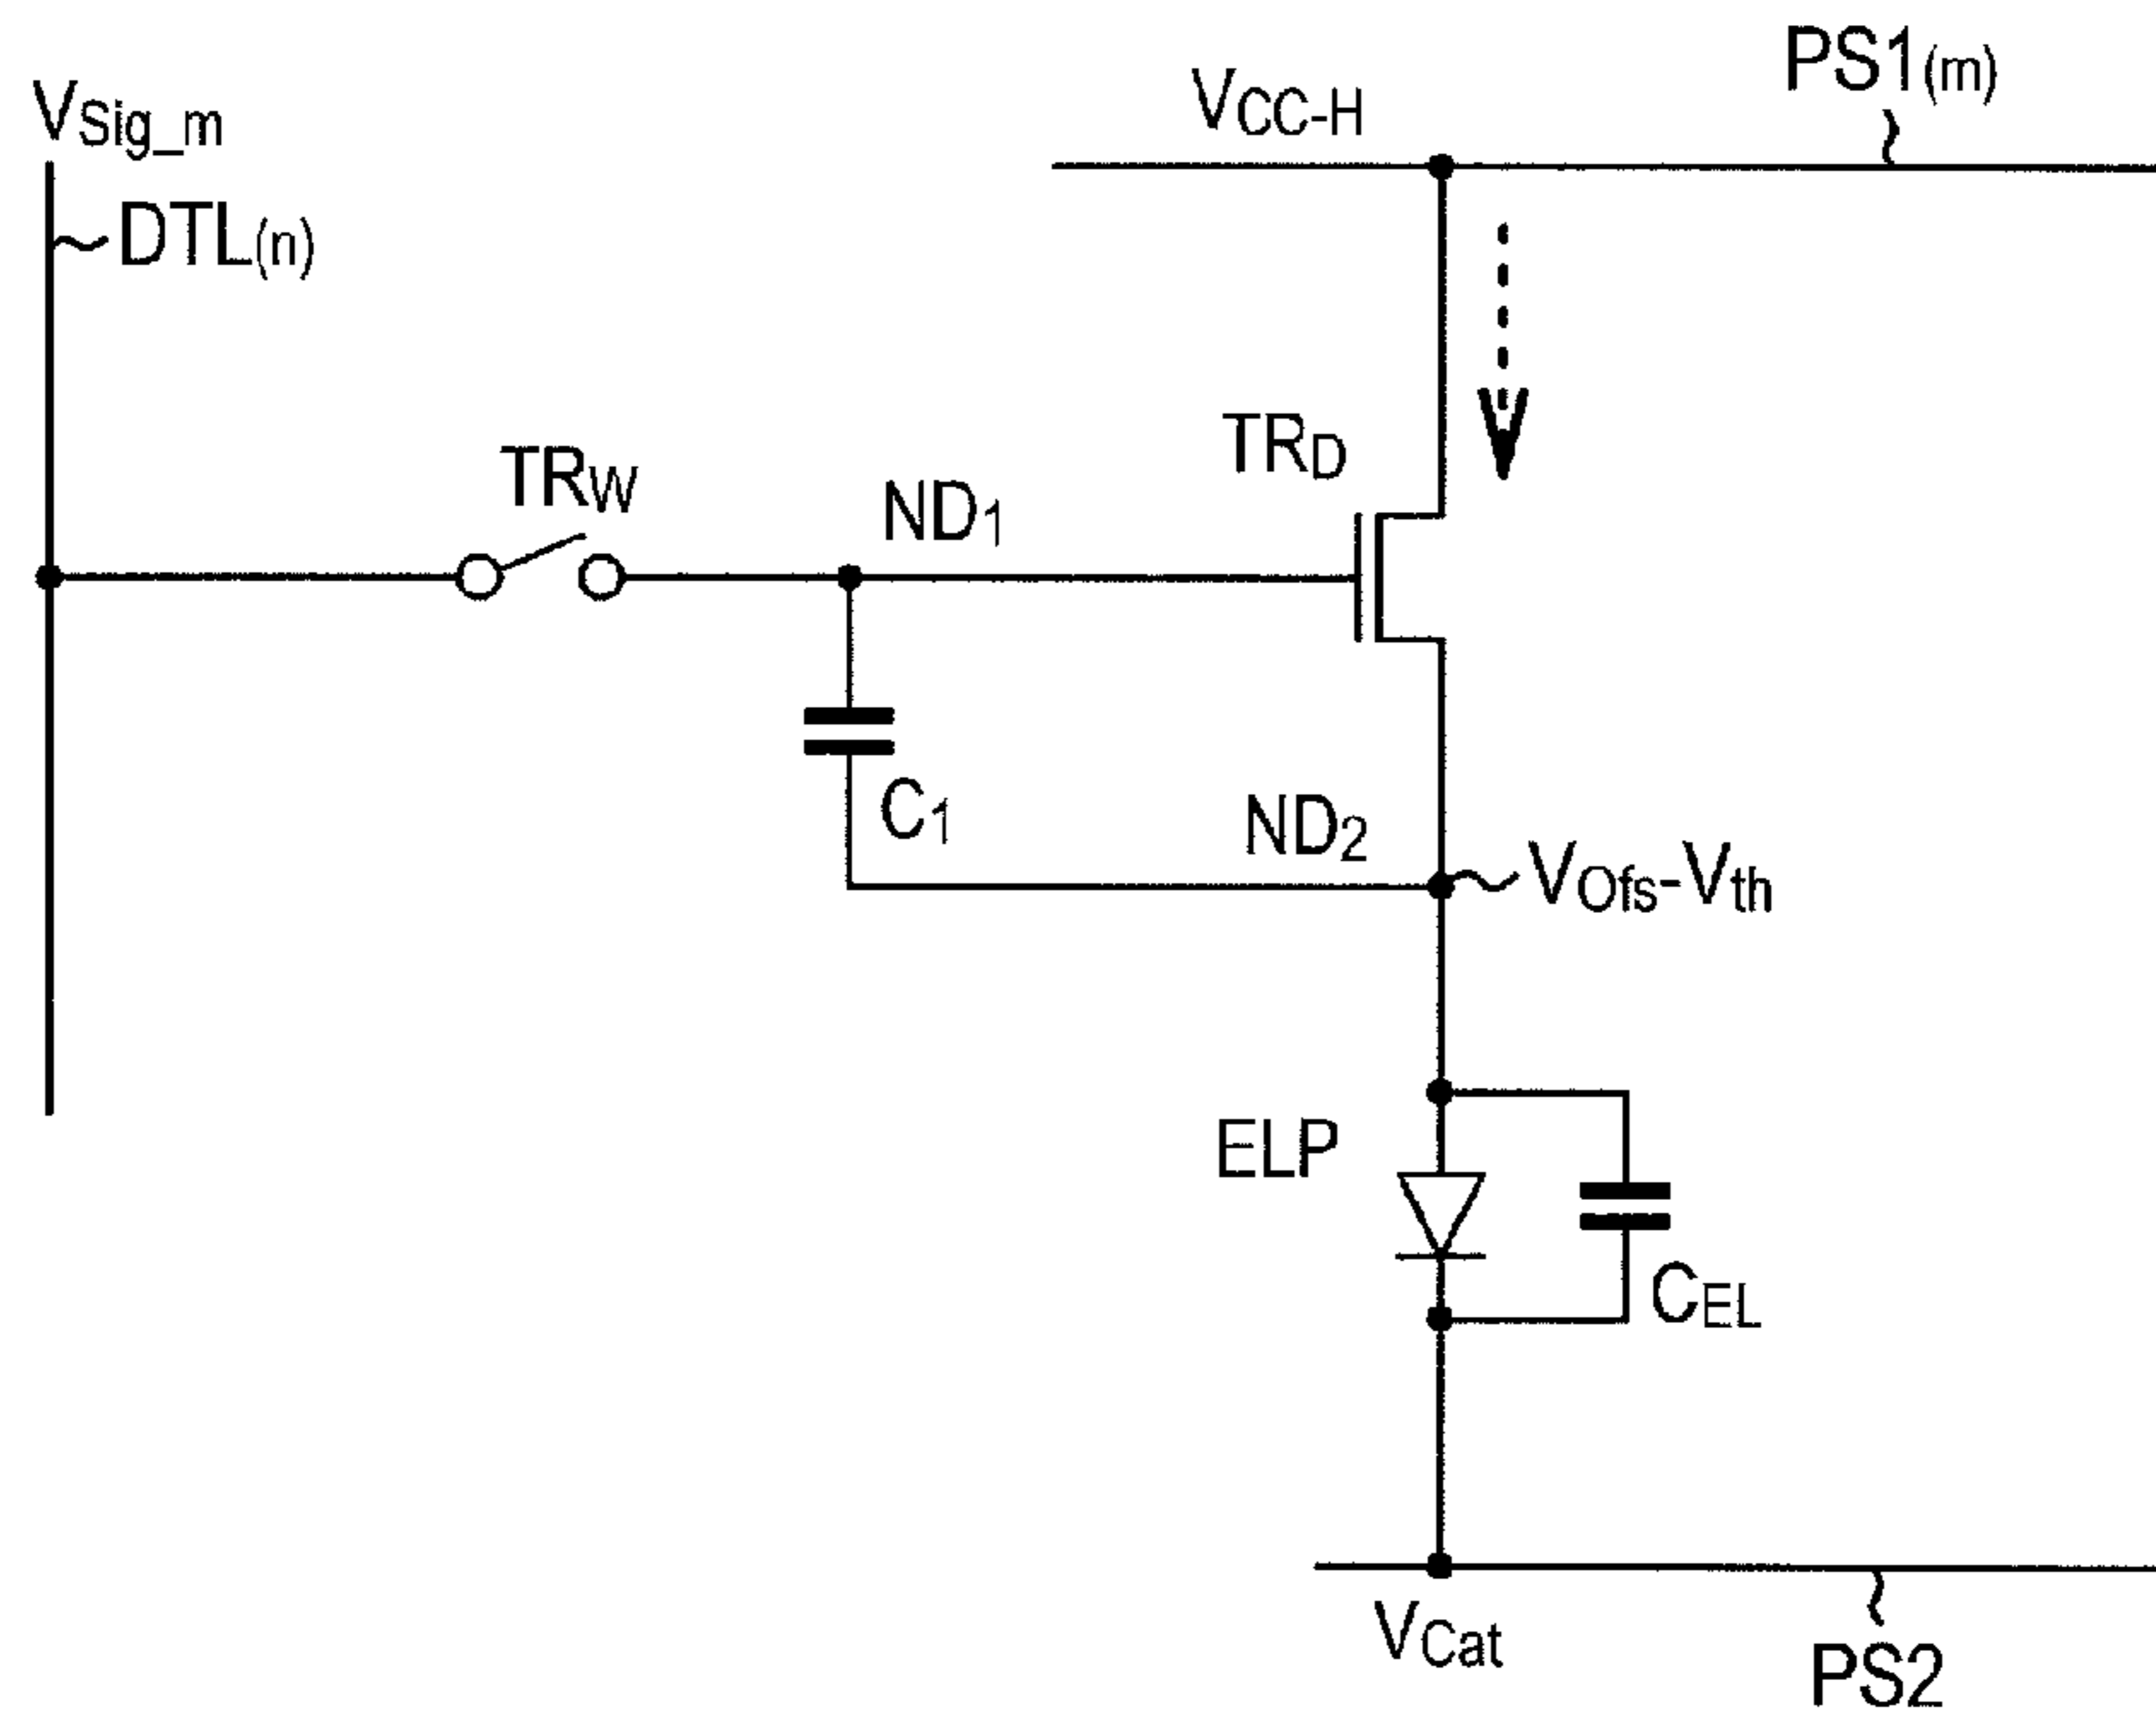 PS1(m)
VCC-H
VSig_m
DTL(n)
TRD
TRW
ND1
C1
ND2
VOfs-Vth
ELP
CEL
VCat
PS2